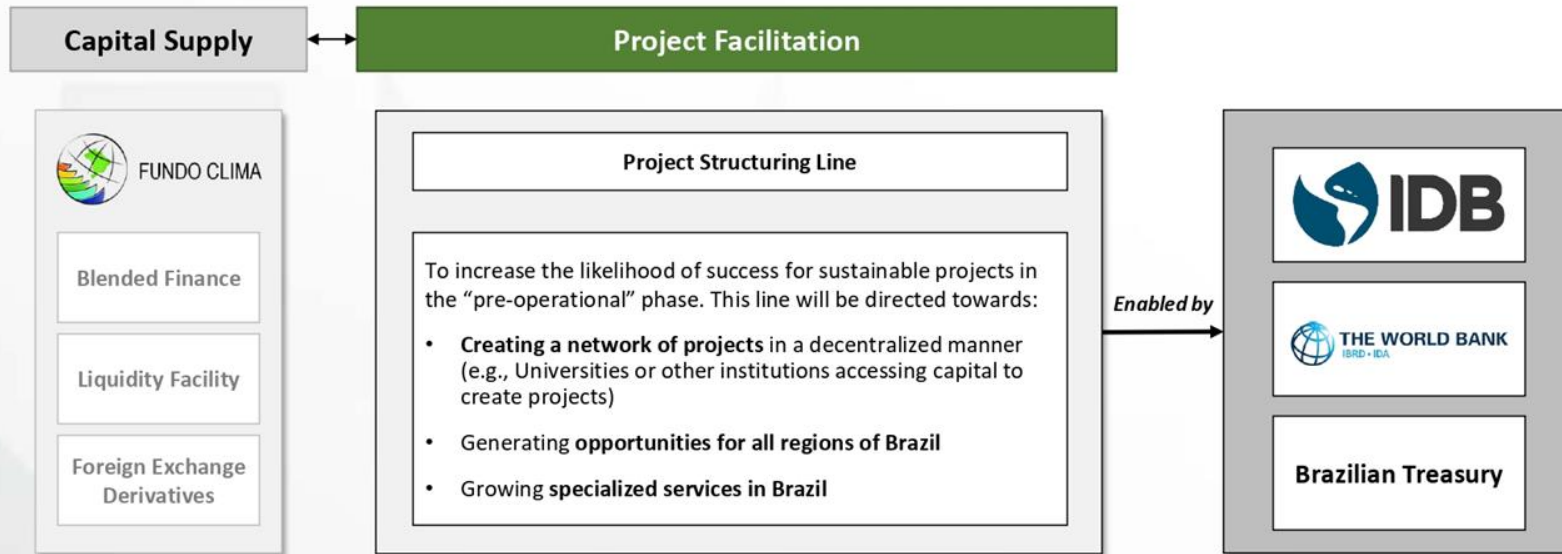 Capital Supply
Project Facilitation
FUNDO CLIMA
Blended Finance
Liquidity Facility
Foreign Exchange
Derivatives
Project Structuring Line
To increase the likelihood of success for sustainable projects in
the “pre-operational” phase. This line will be directed towards:
• Creating a network of projects in a decentralized manner
(e.g., Universities or other institutions accessing capital to
create projects)
• Generating opportunities for all regions of Brazil
• Growing specialized services in Brazil
Enabled by
IDB
THE WORLD BANK
IBRD • IDA
Brazilian Treasury